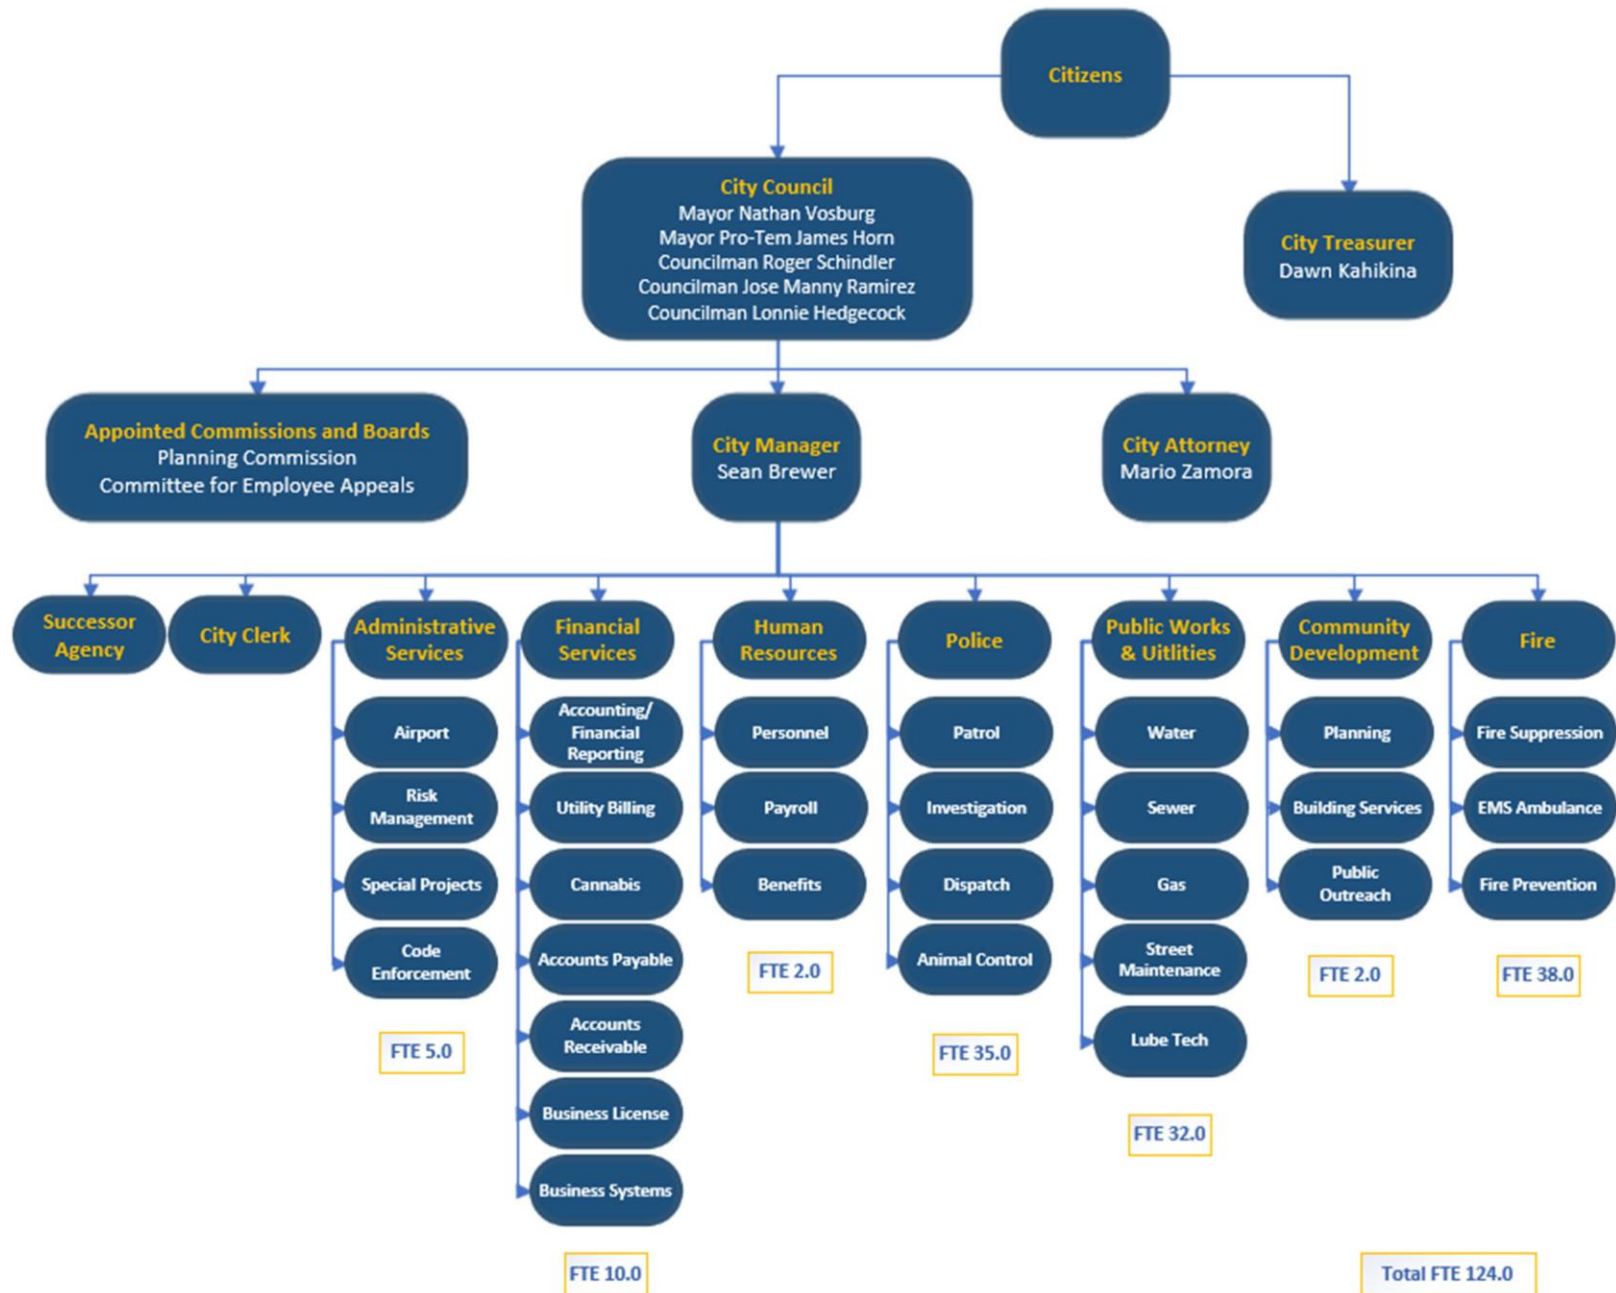 Citizens
City Council
Mayor Nathan Vosburg
Mayor Pro-Tem James Horn
Councilman Roger Schindler
Councilman Jose Manny Ramirez
Councilman Lonnie Hedgecock
City Treasurer
Dawn Kahikina
Appointed Commissions and Boards
Planning Commission
Committee for Employee Appeals
City Manager
Sean Brewer
City Attorney
Mario Zamora
Successor
Agency
City Clerk
Administrative
Services
Airport
Risk
Management
Special Projects
Code
Enforcement
FTE 5.0
Financial
Services
Accounting/
Financial
Reporting
Utility Billing
Cannabis
Accounts Payable
Accounts
Receivable
Business License
Business Systems
FTE 10.0
Human
Resources
Personnel
Payroll
Benefits
FTE 2.0
Police
Patrol
Investigation
Dispatch
Animal Control
FTE 35.0
Public Works
& Uitlities
Water
Sewer
Gas
Street
Maintenance
Lube Tech
FTE 32.0
Community
Development
Planning
Building Services
Public
Outreach
FTE 2.0
Fire
Fire Suppression
EMS Ambulance
Fire Prevention
FTE 38.0
Total FTE 124.0